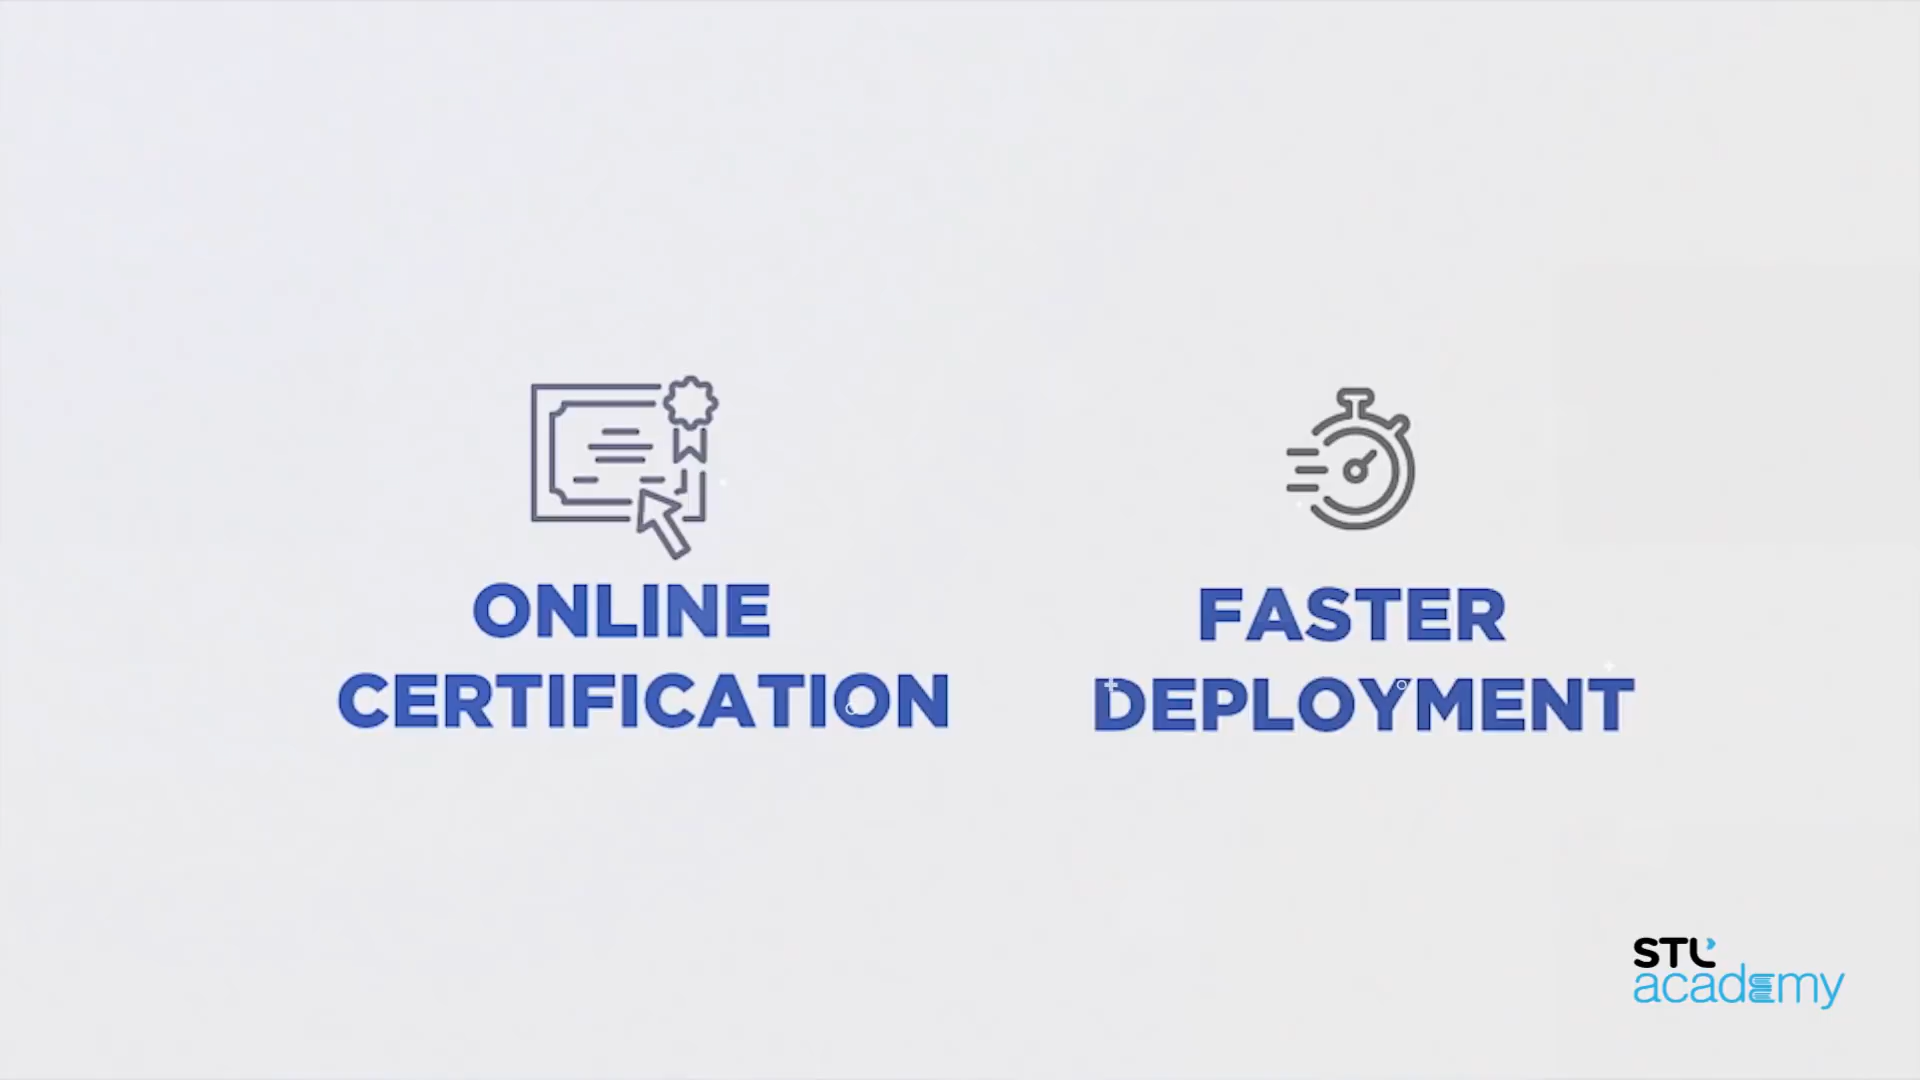 ONLINE
CERTIFICATION
FASTER
DEPLOYMENT
STL
academy